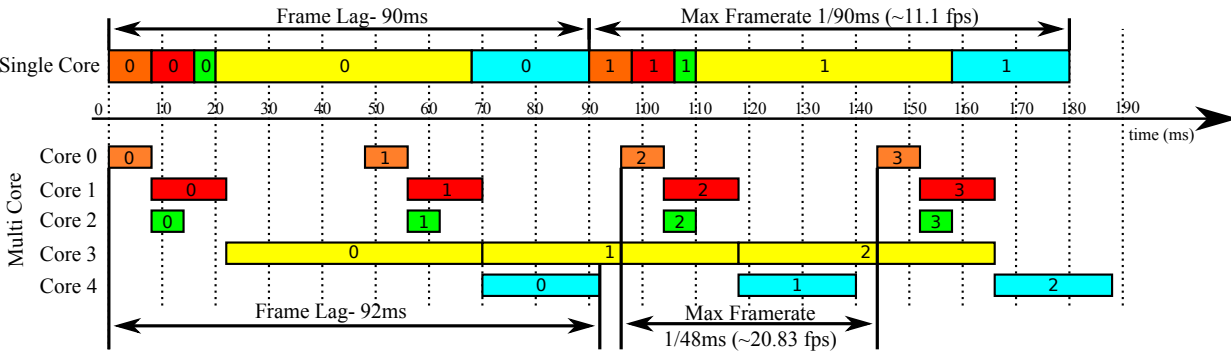 Frame Lag- 90ms
Max Framerate 1/90ms (~11.1 fps)
Single Core
0 0 0 0 0 1 1 1 1 1
0 10 20 30 40 50 60 70 80 90 100 110 120 130 140 150 160 170 180 190
time (ms)
Multi Core
Core 0
0 1 2 3
Core 1
0 1 2 3
Core 2
0 1 2 3
Core 3
0 1 2
Core 4
0 1 2
Frame Lag- 92ms
Max Framerate
1/48ms (~20.83 fps)